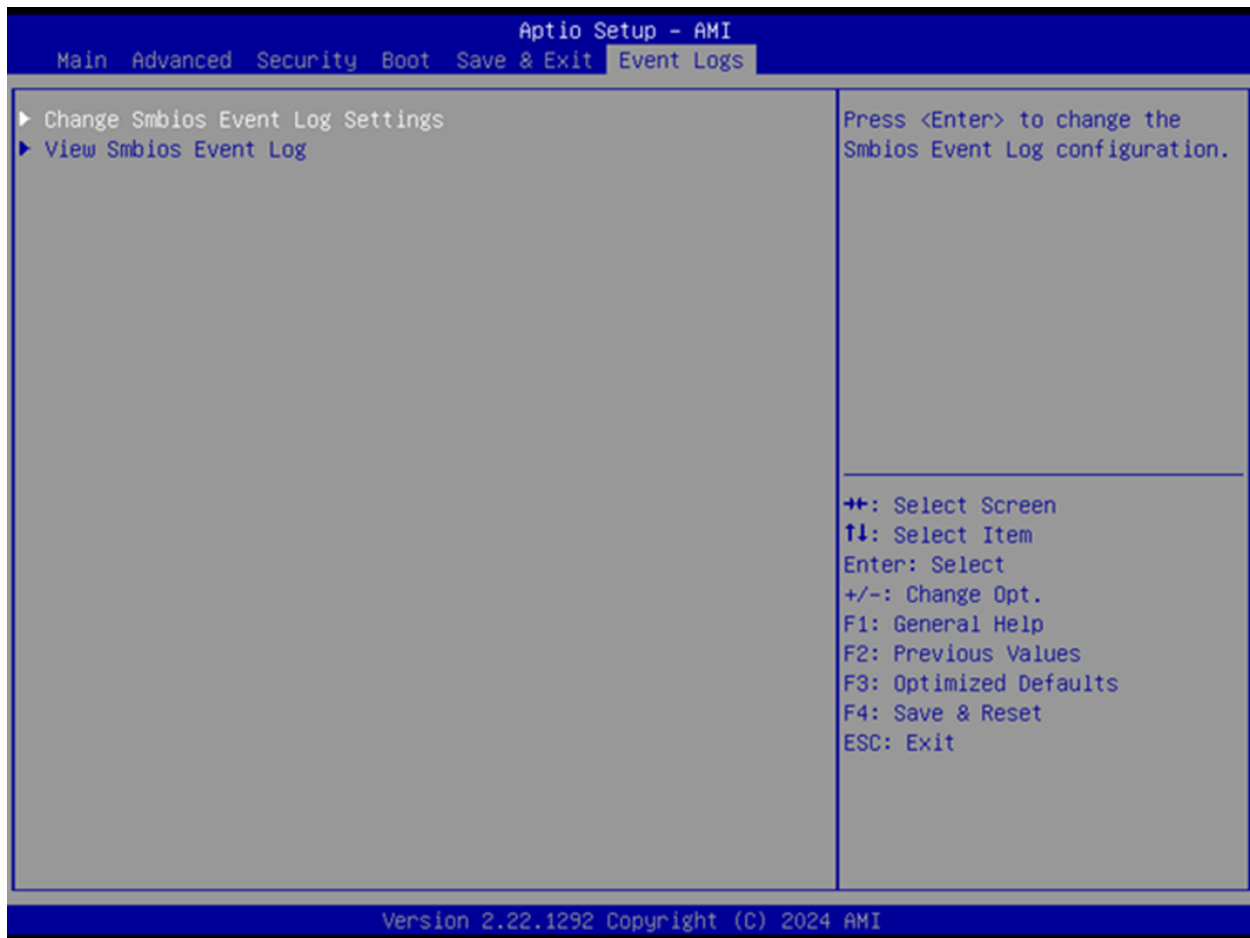 Aptio Setup – AMI
Main Advanced Security Boot Save & Exit Event Logs
▶ Change Smbios Event Log Settings
▶ View Smbios Event Log
Press <Enter> to change the
Smbios Event Log configuration.
→←: Select Screen
↑↓: Select Item
Enter: Select
+/-: Change Opt.
F1: General Help
F2: Previous Values
F3: Optimized Defaults
F4: Save & Reset
ESC: Exit
Version 2.22.1292 Copyright (C) 2024 AMI